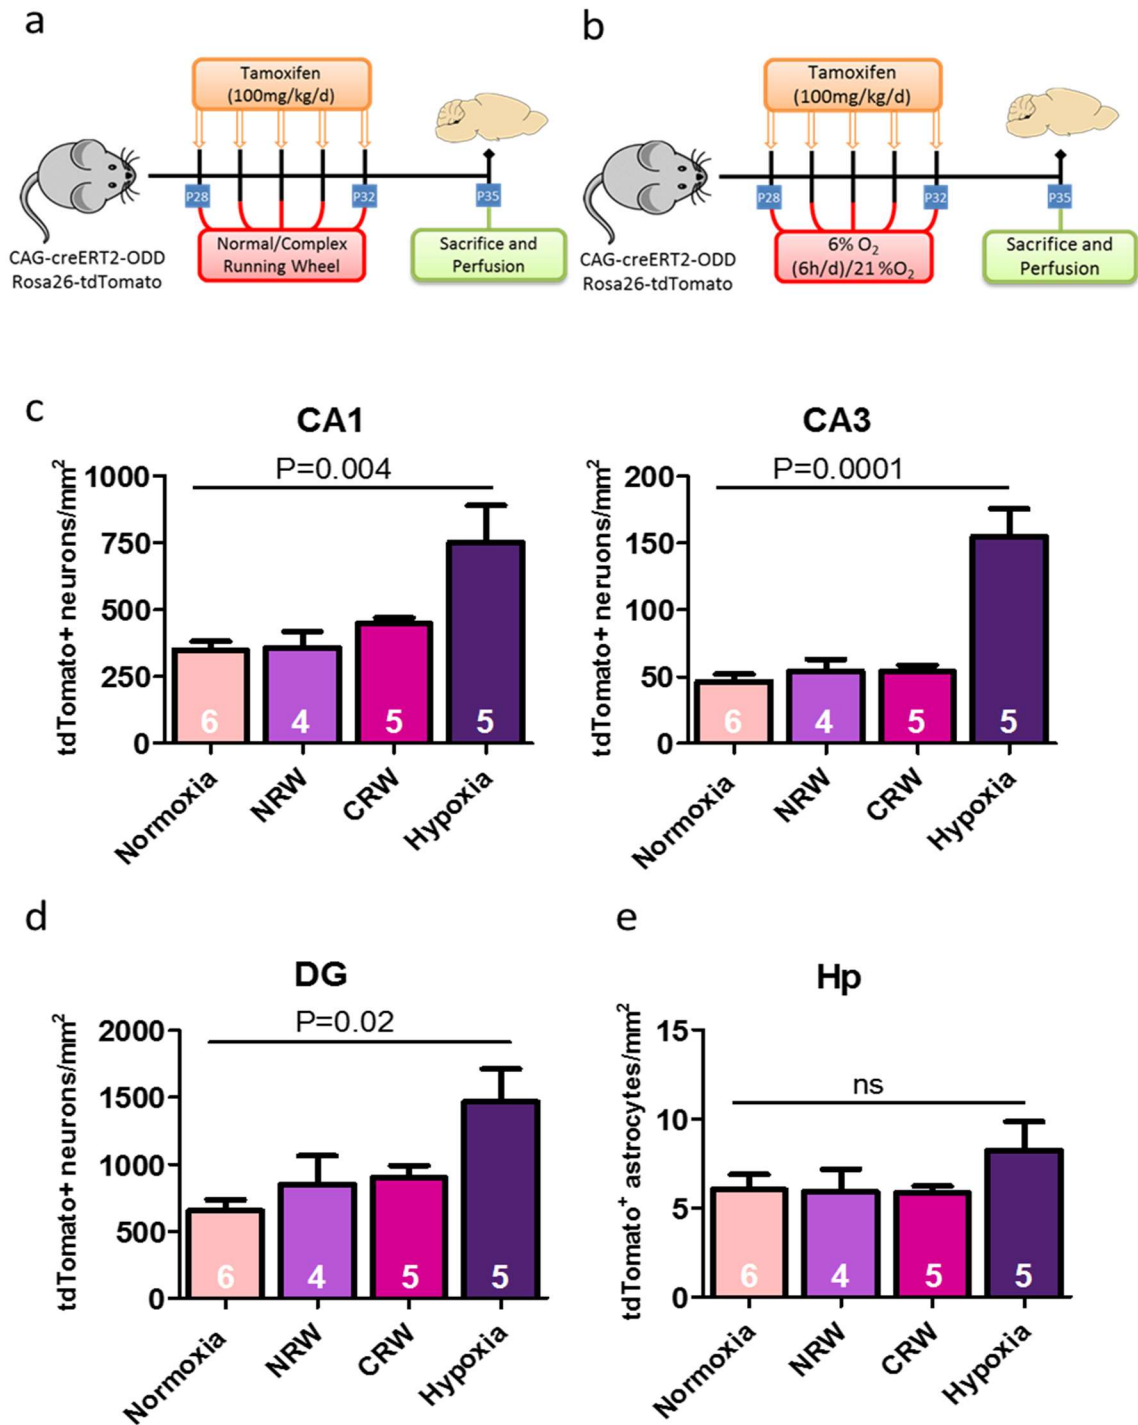 a
Tamoxifen
(100mg/kg/d)
P28
P32
P35
CAG-creERT2-ODD
Rosa26-tdTomato
Normal/Complex
Running Wheel
Sacrifice and
Perfusion
b
Tamoxifen
(100mg/kg/d)
P28
P32
P35
CAG-creERT2-ODD
Rosa26-tdTomato
6% O₂
(6h/d)/21 %O₂
Sacrifice and
Perfusion
c
CA1
P=0.004
tdTomato+ neurons/mm²
1000
750
500
250
0
6
4
5
5
Normoxia
NRW
CRW
Hypoxia
CA3
P=0.0001
tdTomato+ neruons/mm²
200
150
100
50
0
6
4
5
5
Normoxia
NRW
CRW
Hypoxia
d
DG
P=0.02
tdTomato+ neurons/mm²
2000
1500
1000
500
0
6
4
5
5
Normoxia
NRW
CRW
Hypoxia
e
Hp
ns
tdTomato⁺ astrocytes/mm²
15
10
5
0
6
4
5
5
Normoxia
NRW
CRW
Hypoxia